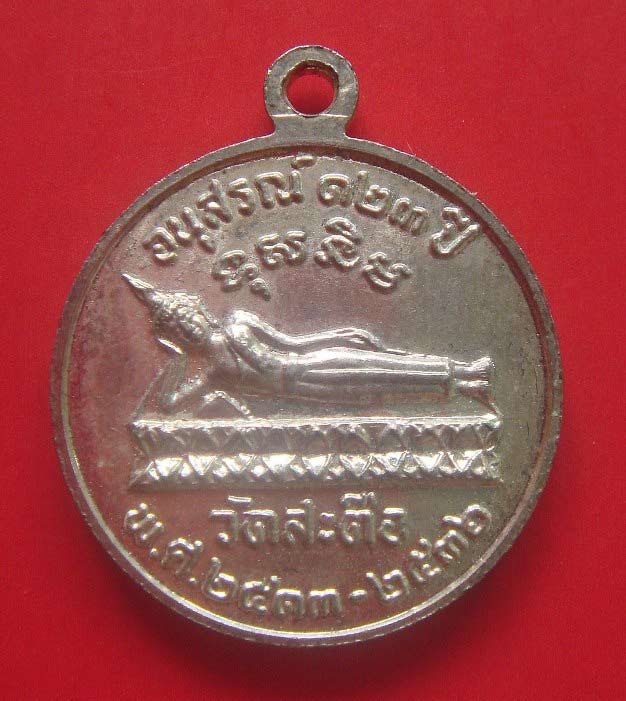 อนุสรณ์ ๑๒๓ ปี
วัดสะตือ
พ.ศ.๒๔๑๓-๒๕๓๖